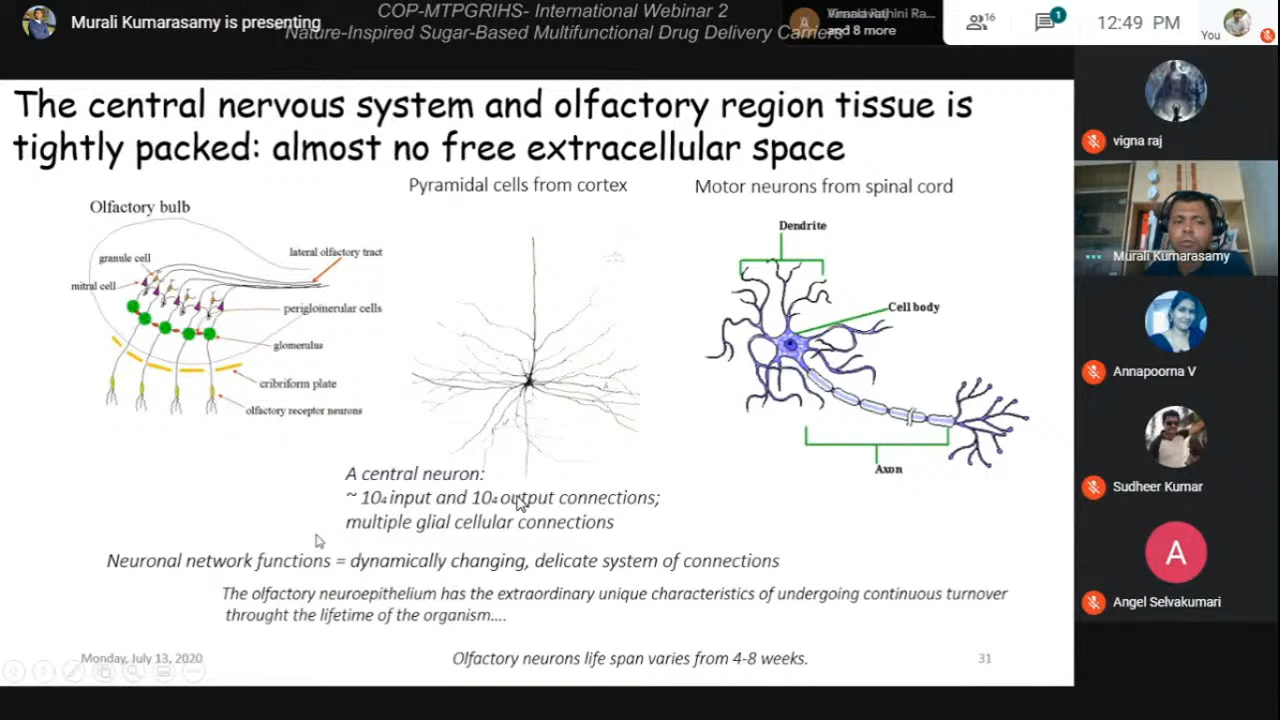 Murali Kumarasamy is presenting
COP-MTPGRIHS- International Webinar 2
Nature-Inspired Sugar-Based Multifunctional Drug Delivery Carriers
and 8 more
16
1
12:49 PM
You
The central nervous system and olfactory region tissue is
tightly packed: almost no free extracellular space
Pyramidal cells from cortex
Motor neurons from spinal cord
Olfactory bulb
granule cell
lateral olfactory tract
mitral cell
periglomerular cells
glomerulus
cribriform plate
olfactory receptor neurons
Dendrite
Cell body
Axon
A central neuron:
~ 10₄ input and 10₄ output connections;
multiple glial cellular connections
Neuronal network functions = dynamically changing, delicate system of connections
The olfactory neuroepithelium has the extraordinary unique characteristics of undergoing continuous turnover
throught the lifetime of the organism....
Monday, July 13, 2020
Olfactory neurons life span varies from 4-8 weeks.
31
vigna raj
Murali Kumarasamy
Annapoorna V
Sudheer Kumar
A
Angel Selvakumari